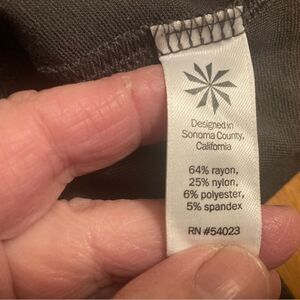 Designed in
Sonoma County,
California
64% rayon,
25% nylon,
6% polyester,
5% spandex
RN #54023